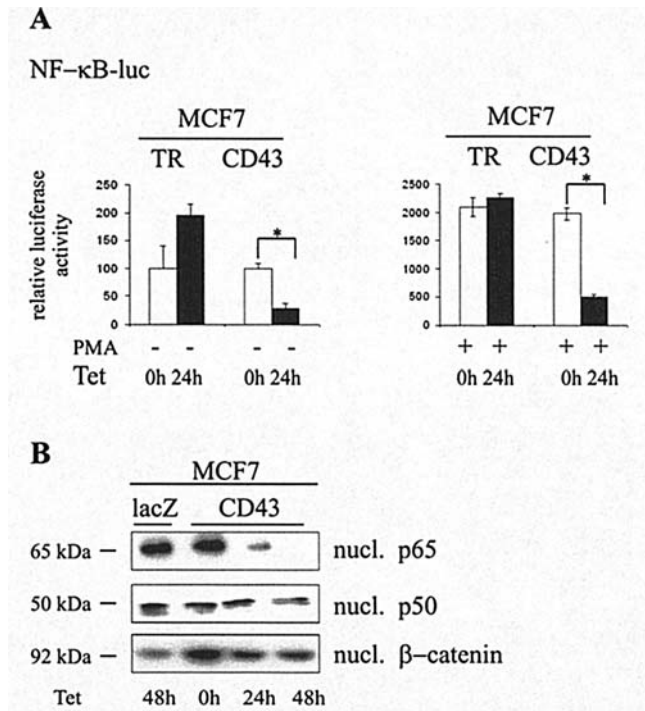 A
NF–κB-luc
MCF7
TR CD43
relative luciferase
activity
250
200
150
100
50
0
PMA - - - -
Tet 0h 24h 0h 24h
MCF7
TR CD43
2500
2000
1500
1000
500
0
+ + + +
0h 24h 0h 24h
*
*
B
MCF7
lacZ CD43
65 kDa – nucl. p65
50 kDa – nucl. p50
92 kDa – nucl. β–catenin
Tet 48h 0h 24h 48h